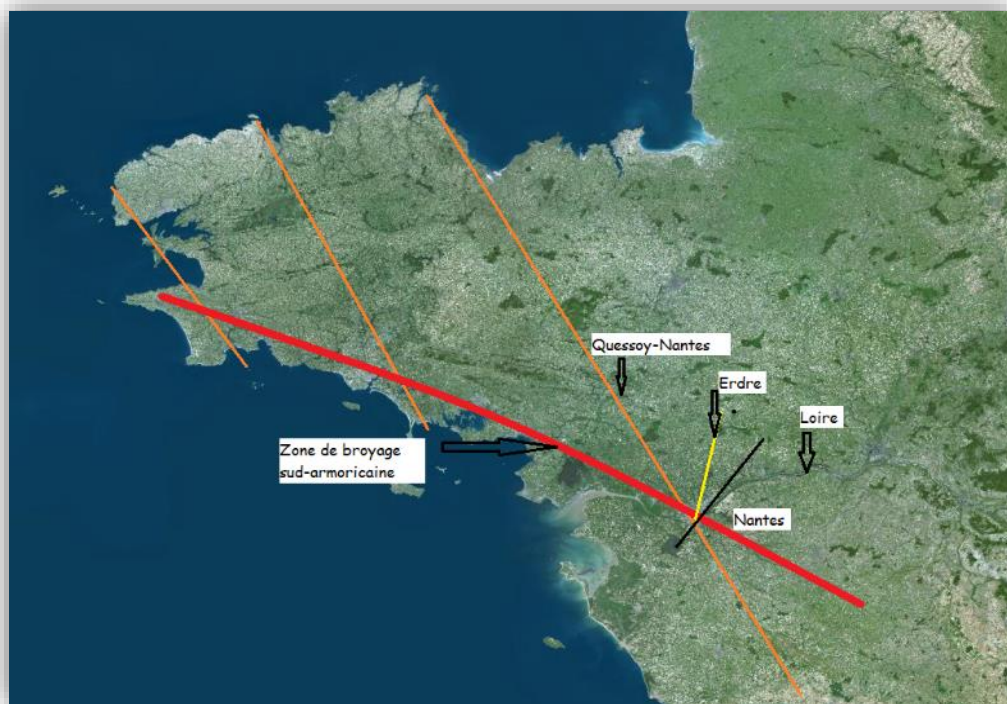 Quessoy-Nantes
Erdre
Loire
Zone de broyage
sud-armoricaine
Nantes